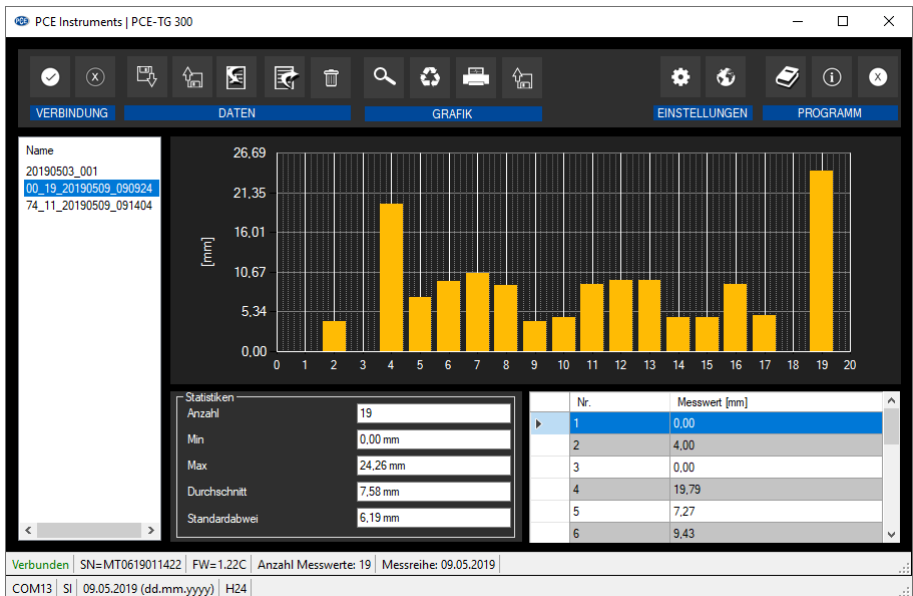 PCE Instruments | PCE-TG 300
VERBINDUNG DATEN GRAFIK EINSTELLUNGEN PROGRAMM
Name
20190503_001
00_19_20190509_090924
74_11_20190509_091404
26,69
21,35
16,01
10,67
5,34
0,00
[mm]
0 1 2 3 4 5 6 7 8 9 10 11 12 13 14 15 16 17 18 19 20
Statistiken
Anzahl 19
Min 0,00 mm
Max 24,26 mm
Durchschnitt 7,58 mm
Standardabwei 6,19 mm
Nr. Messwert [mm]
1 0,00
2 4,00
3 0,00
4 19,79
5 7,27
6 9,43
Verbunden SN=MT0619011422 FW=1.22C Anzahl Messwerte: 19 Messreihe: 09.05.2019
COM13 SI 09.05.2019 (dd.mm.yyyy) H24